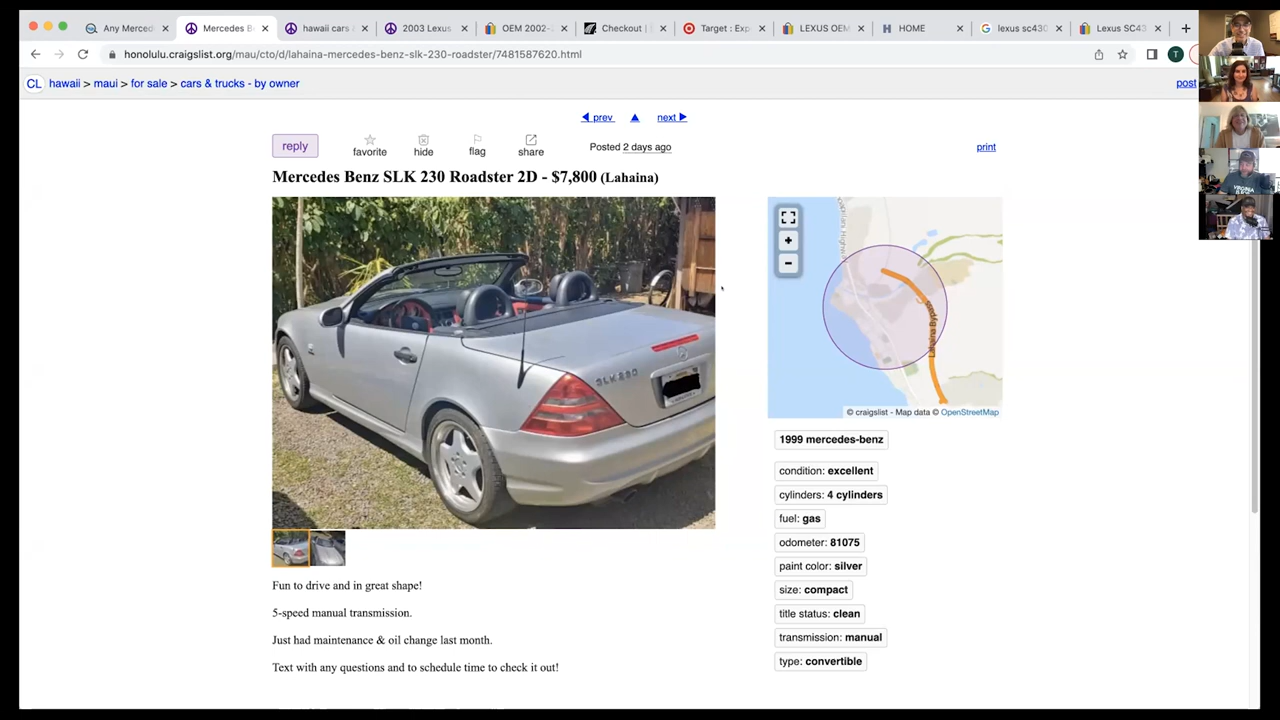 Any Merced
Mercedes B
hawaii cars
2003 Lexus
OEM 2002-
Checkout |
Target : Exp
LEXUS OEM
HOME
lexus sc430
Lexus SC43
honolulu.craigslist.org/mau/cto/d/lahaina-mercedes-benz-slk-230-roadster/7481587620.html
T
CL hawaii > maui > for sale > cars & trucks - by owner
post
prev
next
reply
favorite
hide
flag
share
Posted 2 days ago
print
Mercedes Benz SLK 230 Roadster 2D - $7,800 (Lahaina)
SLK 230
Lahaina By
© craigslist - Map data © OpenStreetMap
1999 mercedes-benz
condition: excellent
cylinders: 4 cylinders
fuel: gas
odometer: 81075
paint color: silver
size: compact
title status: clean
transmission: manual
type: convertible
Fun to drive and in great shape!
5-speed manual transmission.
Just had maintenance & oil change last month.
Text with any questions and to schedule time to check it out!
VIRGINIA